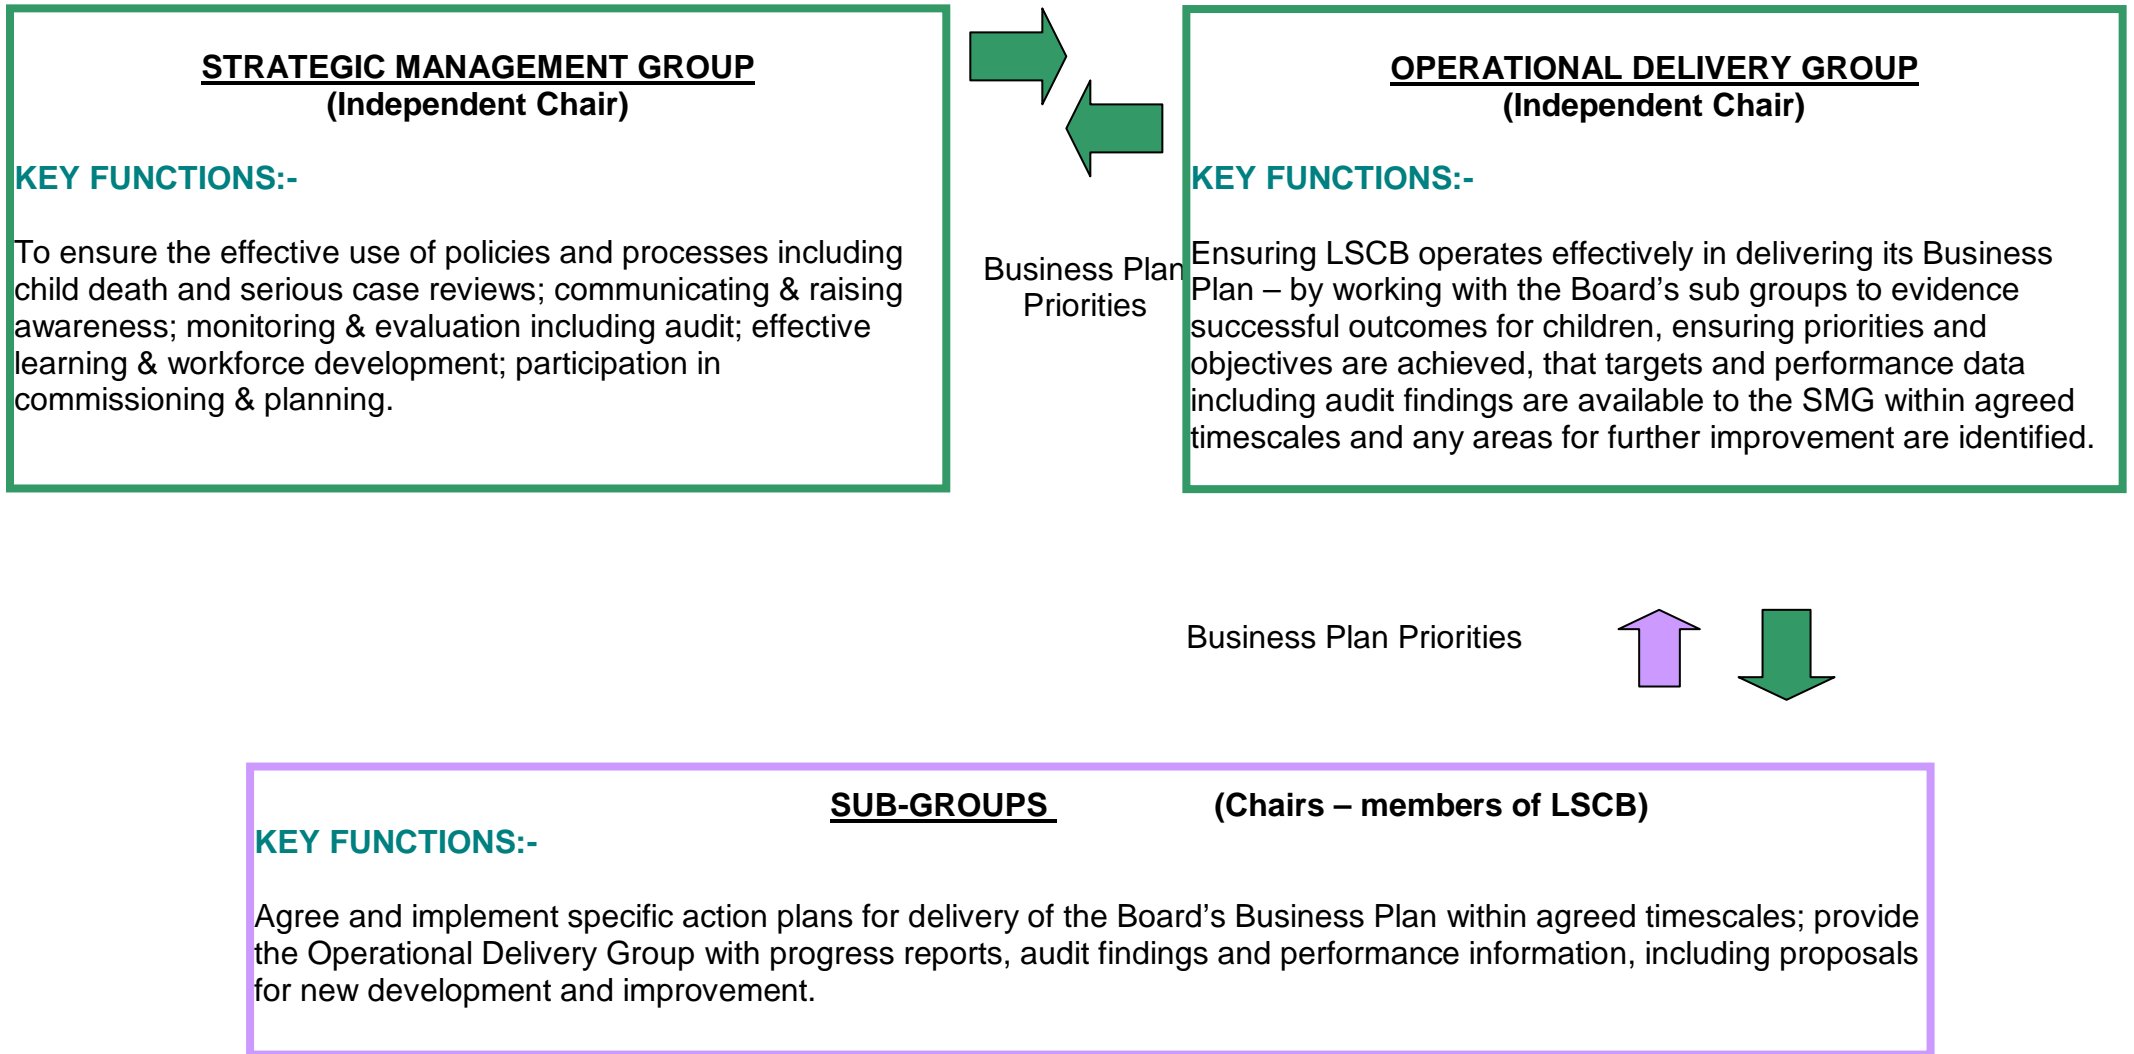 STRATEGIC MANAGEMENT GROUP
(Independent Chair)
KEY FUNCTIONS:-
To ensure the effective use of policies and processes including
child death and serious case reviews; communicating & raising
awareness; monitoring & evaluation including audit; effective
learning & workforce development; participation in
commissioning & planning.
Business Plan
Priorities
OPERATIONAL DELIVERY GROUP
(Independent Chair)
KEY FUNCTIONS:-
Ensuring LSCB operates effectively in delivering its Business
Plan – by working with the Board’s sub groups to evidence
successful outcomes for children, ensuring priorities and
objectives are achieved, that targets and performance data
including audit findings are available to the SMG within agreed
timescales and any areas for further improvement are identified.
Business Plan Priorities
SUB-GROUPS (Chairs – members of LSCB)
KEY FUNCTIONS:-
Agree and implement specific action plans for delivery of the Board’s Business Plan within agreed timescales; provide
the Operational Delivery Group with progress reports, audit findings and performance information, including proposals
for new development and improvement.